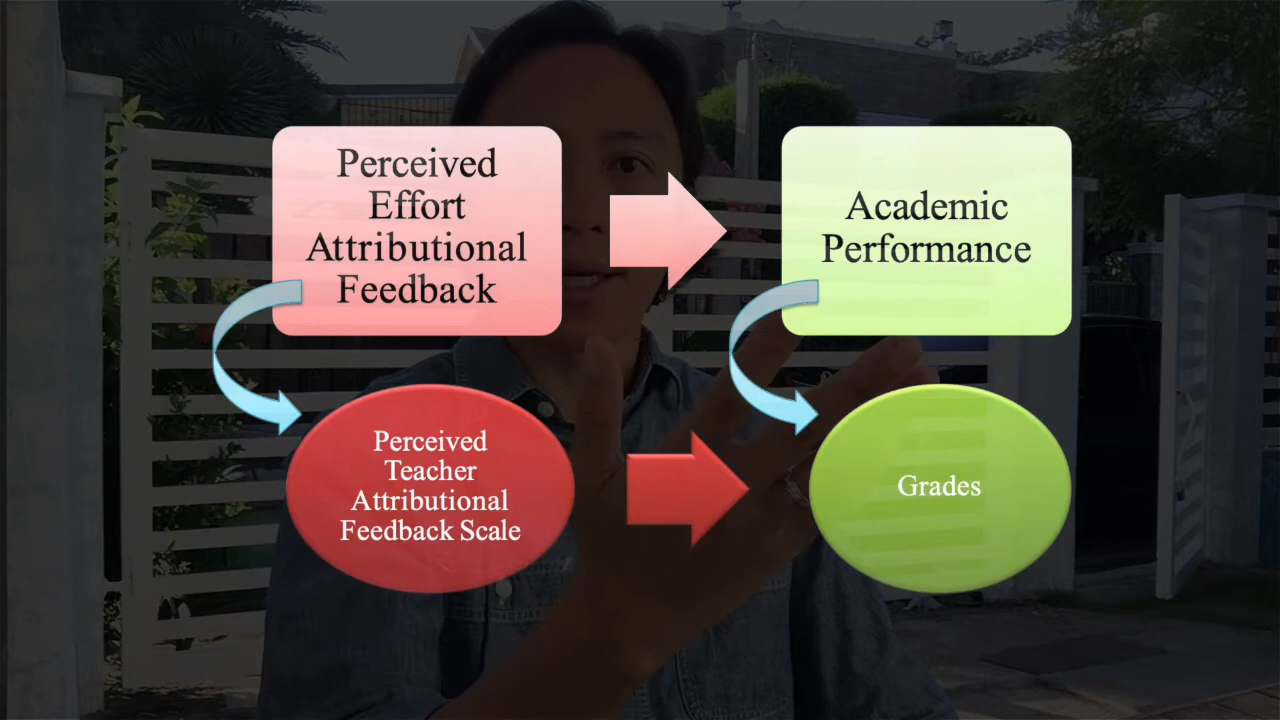 Perceived
Effort
Attributional
Feedback
Academic
Performance
Perceived
Teacher
Attributional
Feedback Scale
Grades